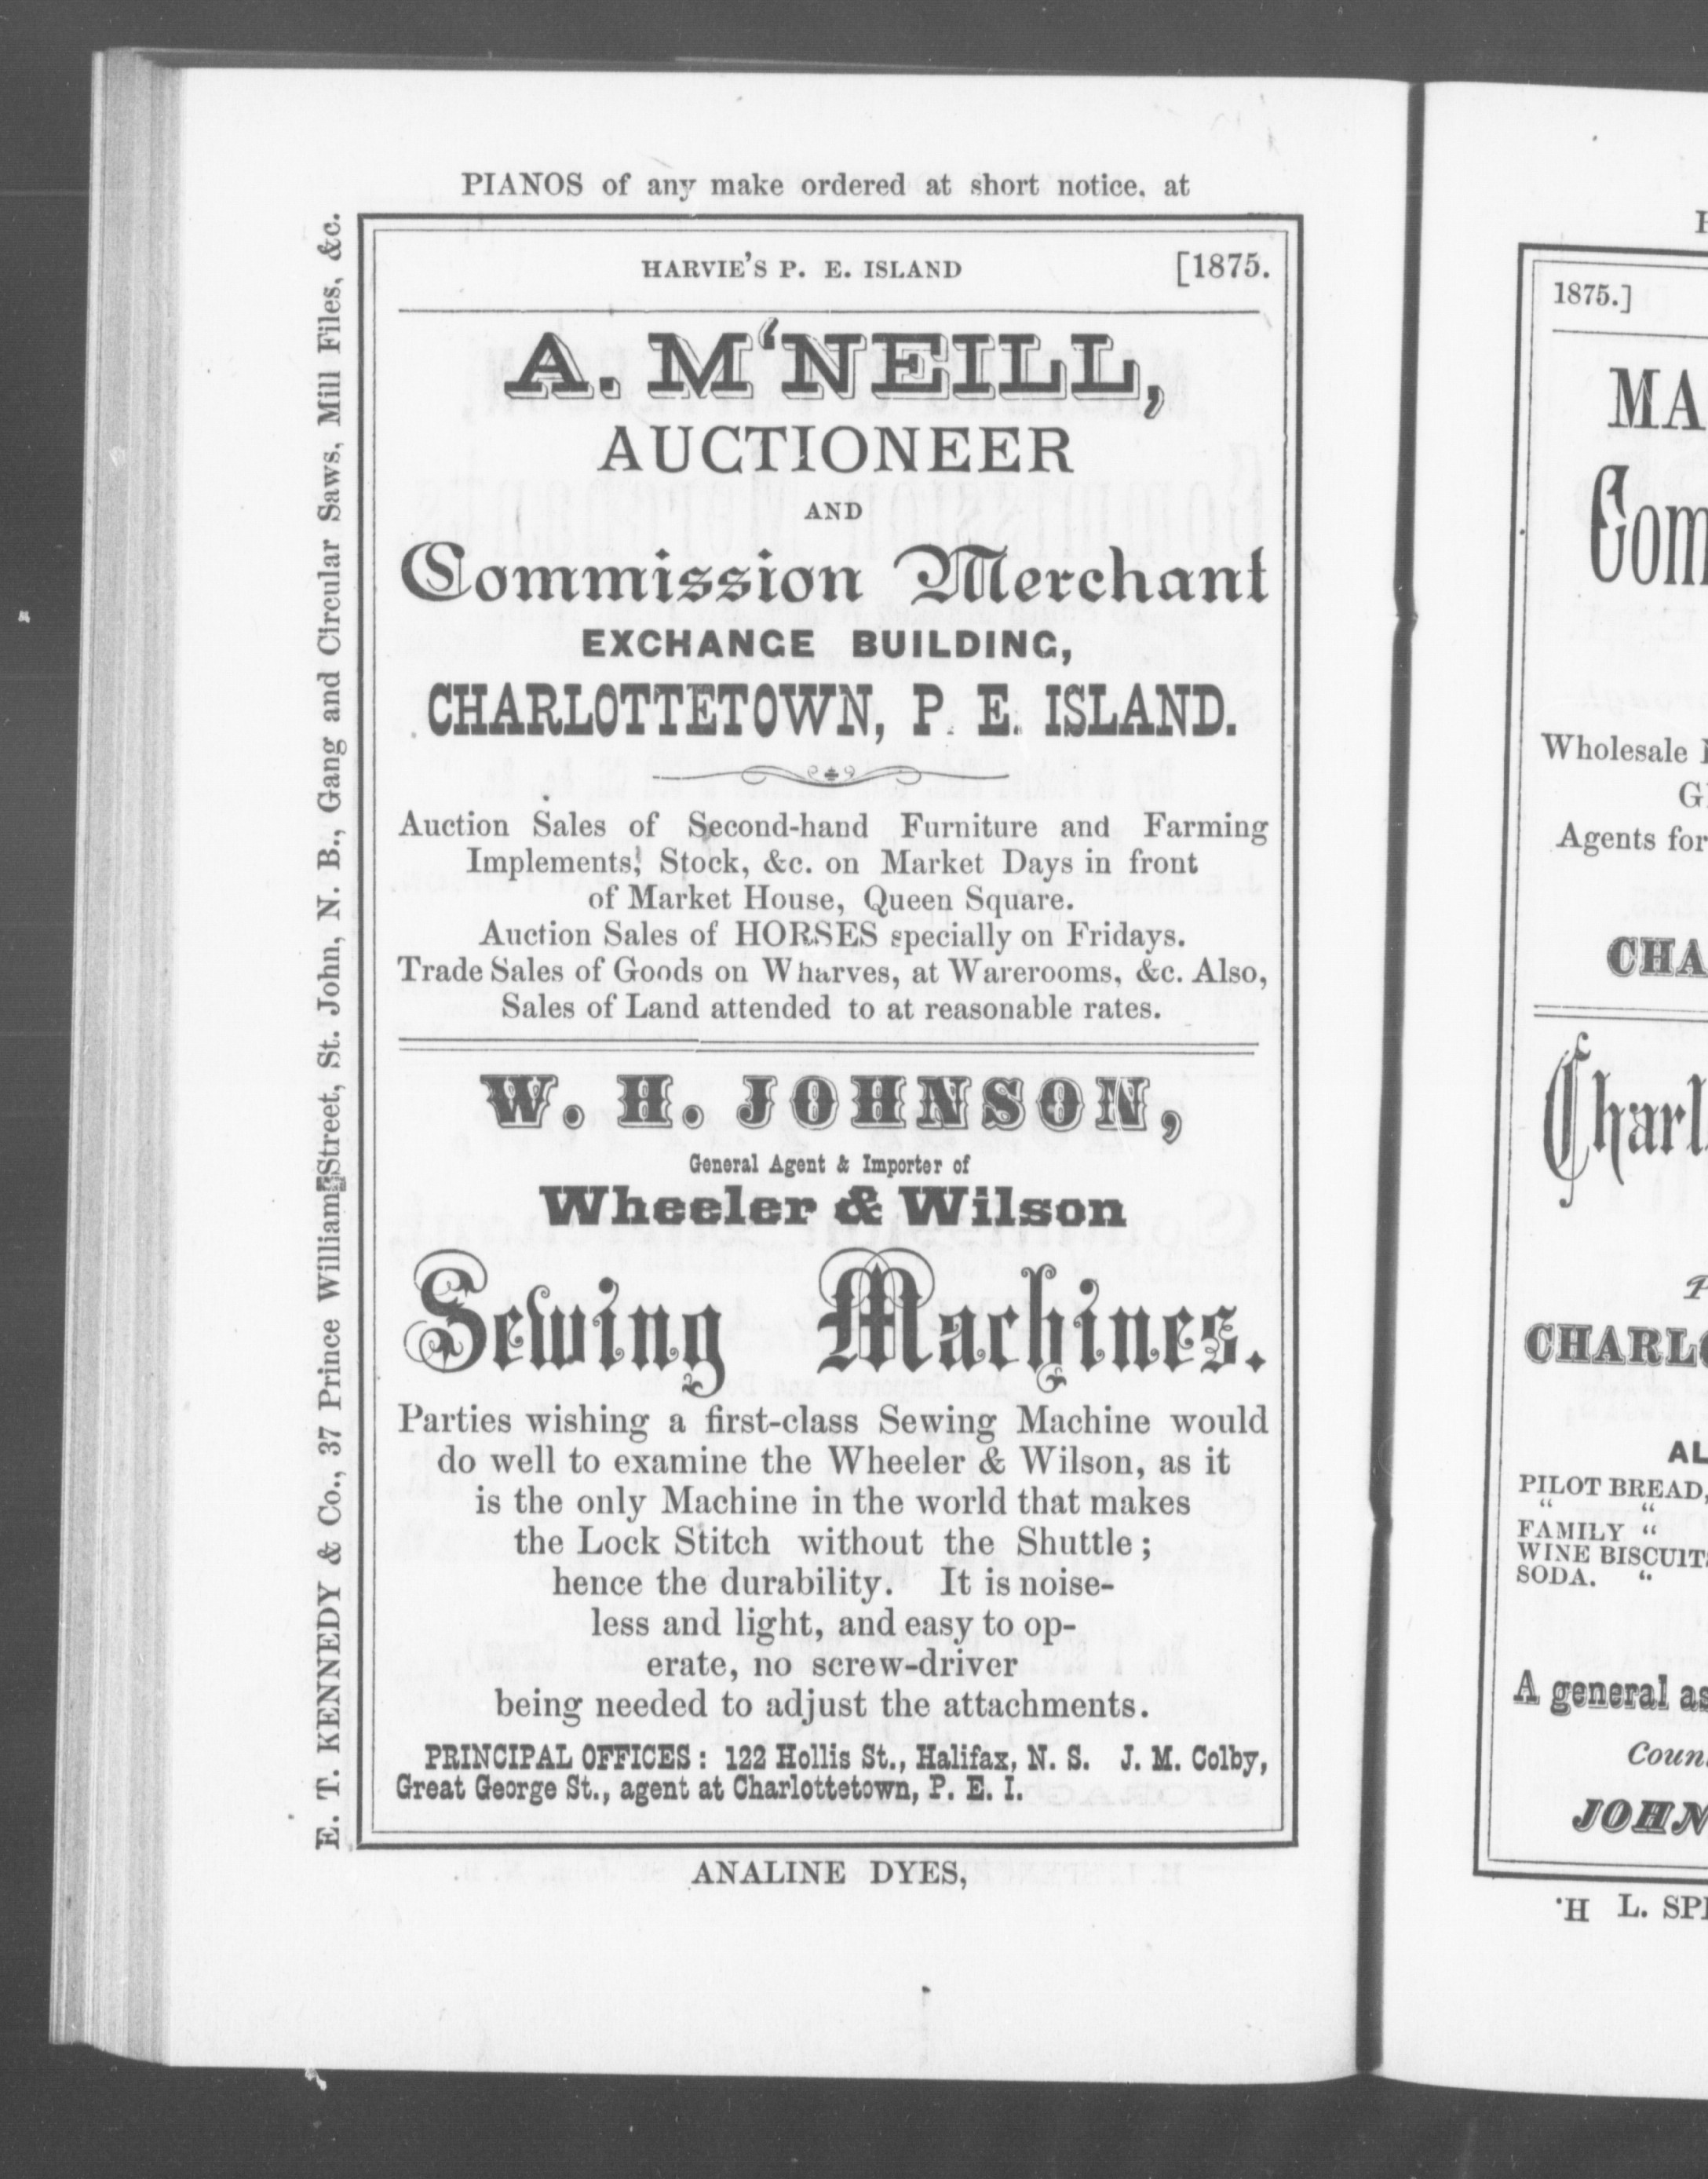 PIANOS of any make ordered at short notice, at
HARVIE'S P. E. ISLAND [1875.
A. M'NEILL,
AUCTIONEER
AND
Commission Merchant
EXCHANGE BUILDING,
CHARLOTTETOWN, P. E. ISLAND.
Auction Sales of Second-hand Furniture and Farming
Implements, Stock, &c. on Market Days in front
of Market House, Queen Square.
Auction Sales of HORSES specially on Fridays.
Trade Sales of Goods on Wharves, at Warerooms, &c. Also,
Sales of Land attended to at reasonable rates.
W. H. JOHNSON,
General Agent & Importer of
Wheeler & Wilson
Sewing Machines.
Parties wishing a first-class Sewing Machine would
do well to examine the Wheeler & Wilson, as it
is the only Machine in the world that makes
the Lock Stitch without the Shuttle;
hence the durability. It is noise-
less and light, and easy to op-
erate, no screw-driver
being needed to adjust the attachments.
PRINCIPAL OFFICES: 122 Hollis St., Halifax, N. S. J. M. Colby,
Great George St., agent at Charlottetown, P. E. I.
ANALINE DYES,
E. T. KENNEDY & Co., 37 Prince William Street, St. John, N. B., Gang and Circular Saws, Mill Files, &c.
1875.]
MA
Com
Wholesale
Agents for
CHA
Charl
CHARLO
AL
PILOT BREAD,
" "
FAMILY "
WINE BISCUITS
SODA. "
A general as
Coun
JOHN
H. L. SP